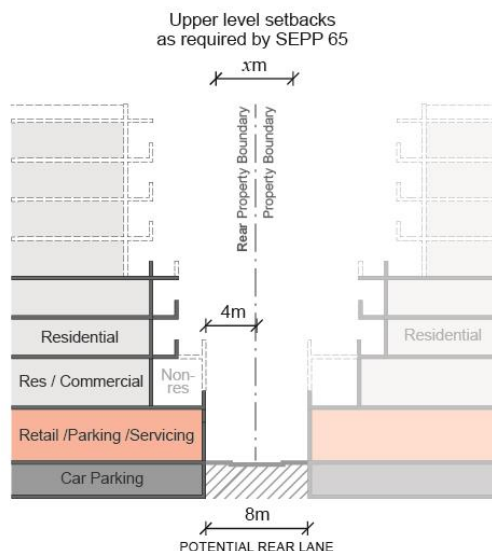 Upper level setbacks
as required by SEPP 65
xm
Rear Property Boundary
Property Boundary
4m
Residential
Residential
Res / Commercial
Non-
res
Retail /Parking /Servicing
Car Parking
8m
POTENTIAL REAR LANE